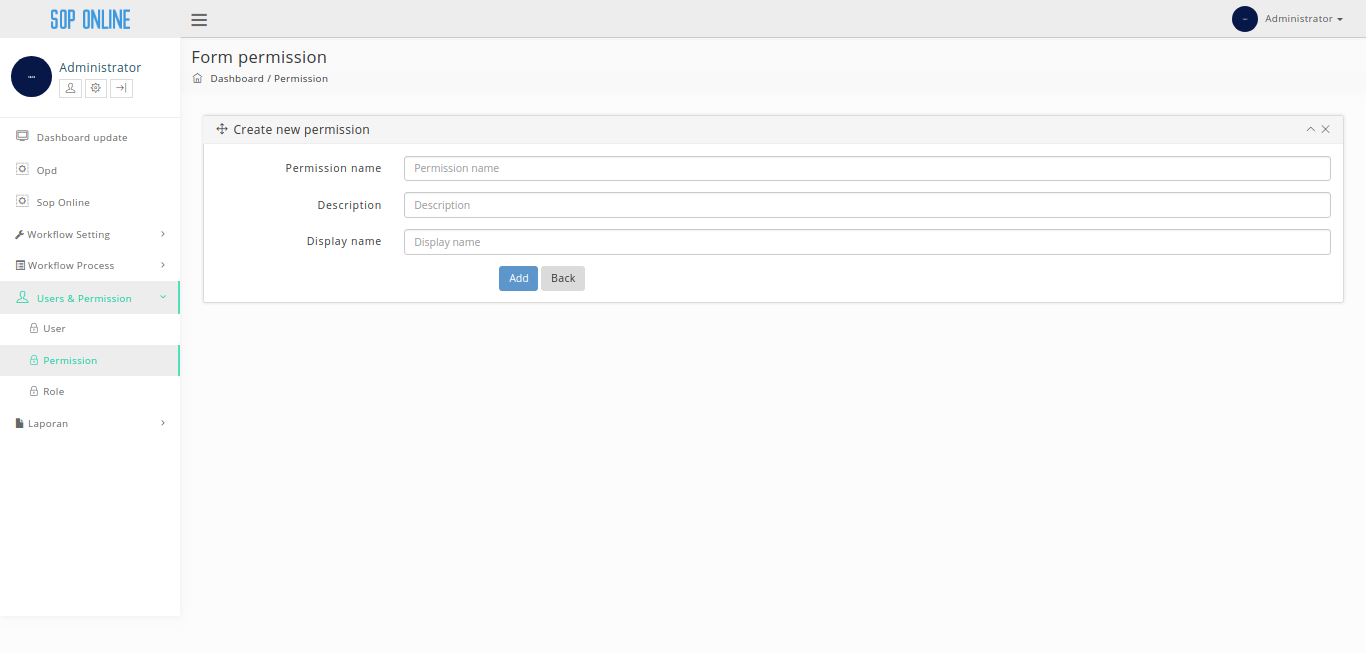 SOP ONLINE
Administrator
Administrator
Form permission
Dashboard / Permission
Dashboard update
Opd
Sop Online
Workflow Setting
Workflow Process
Users & Permission
User
Permission
Role
Laporan
Create new permission
Permission name
Permission name
Description
Description
Display name
Display name
Add
Back